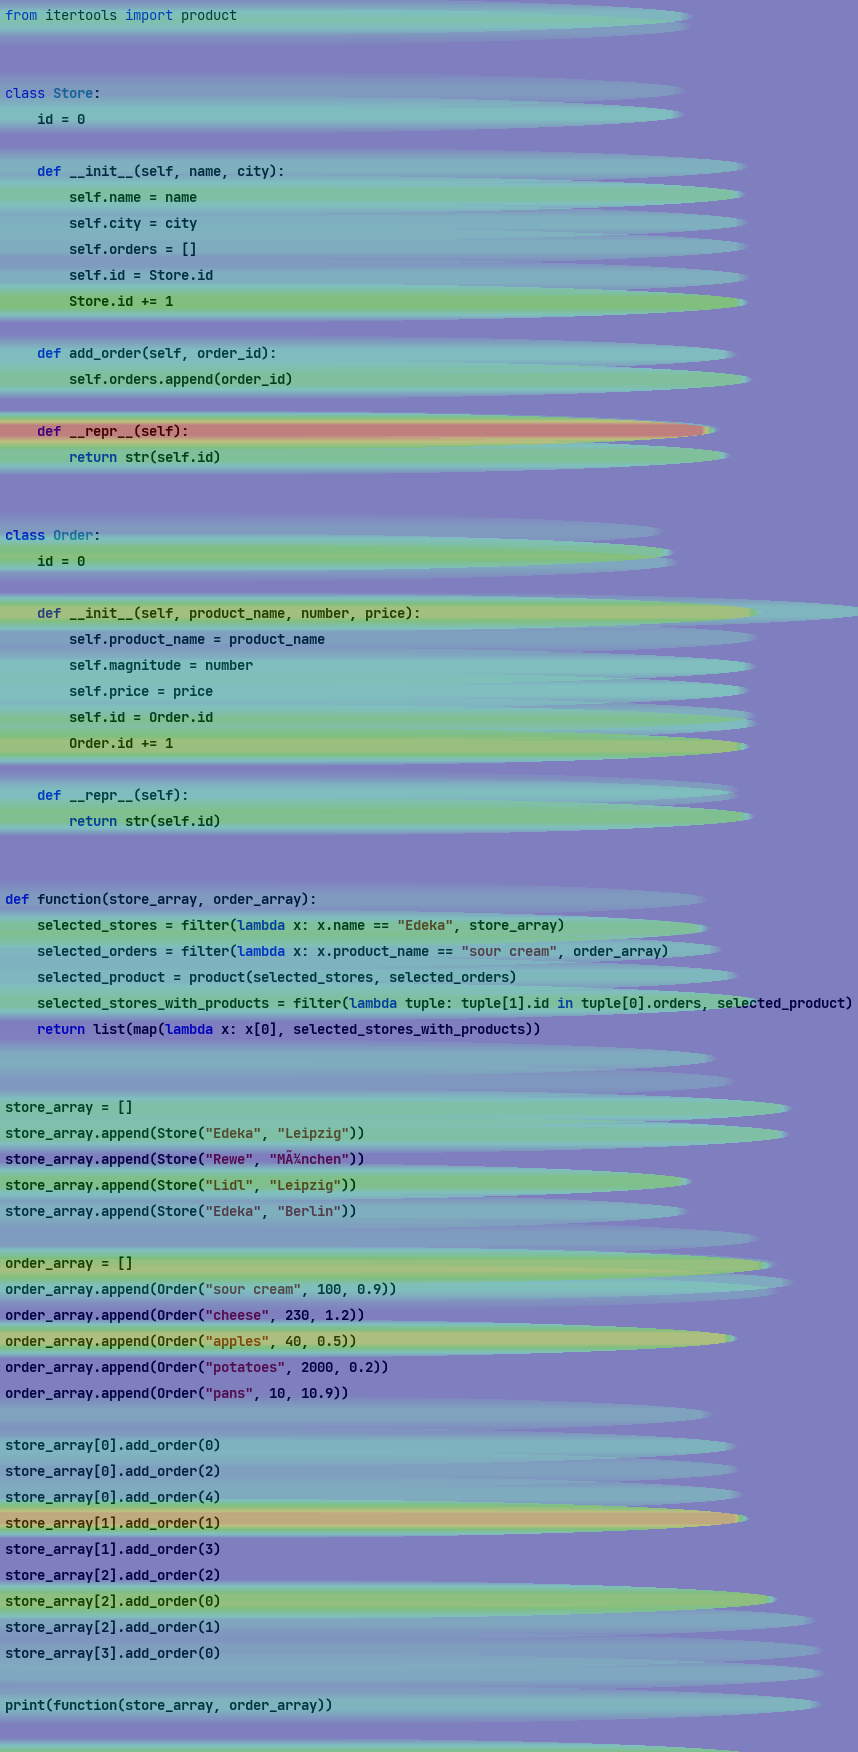 from itertools import product
class Store:
    id = 0
    def __init__(self, name, city):
        self.name = name
        self.city = city
        self.orders = []
        self.id = Store.id
        Store.id += 1
    def add_order(self, order_id):
        self.orders.append(order_id)
    def __repr__(self):
        return str(self.id)
class Order:
    id = 0
    def __init__(self, product_name, number, price):
        self.product_name = product_name
        self.magnitude = number
        self.price = price
        self.id = Order.id
        Order.id += 1
    def __repr__(self):
        return str(self.id)
def function(store_array, order_array):
    selected_stores = filter(lambda x: x.name == "Edeka", store_array)
    selected_orders = filter(lambda x: x.product_name == "sour cream", order_array)
    selected_product = product(selected_stores, selected_orders)
    selected_stores_with_products = filter(lambda tuple: tuple[1].id in tuple[0].orders, selected_product)
    return list(map(lambda x: x[0], selected_stores_with_products))
store_array = []
store_array.append(Store("Edeka", "Leipzig"))
store_array.append(Store("Rewe", "MÃ¼nchen"))
store_array.append(Store("Lidl", "Leipzig"))
store_array.append(Store("Edeka", "Berlin"))
order_array = []
order_array.append(Order("sour cream", 100, 0.9))
order_array.append(Order("cheese", 230, 1.2))
order_array.append(Order("apples", 40, 0.5))
order_array.append(Order("potatoes", 2000, 0.2))
order_array.append(Order("pans", 10, 10.9))
store_array[0].add_order(0)
store_array[0].add_order(2)
store_array[0].add_order(4)
store_array[1].add_order(1)
store_array[1].add_order(3)
store_array[2].add_order(2)
store_array[2].add_order(0)
store_array[2].add_order(1)
store_array[3].add_order(0)
print(function(store_array, order_array))